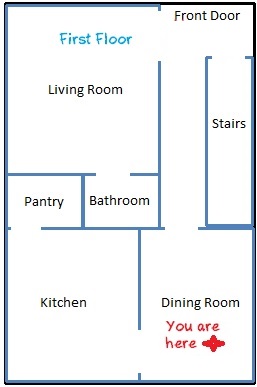 Front Door
First Floor
Living Room
Stairs
Pantry
Bathroom
Kitchen
Dining Room
You are
here